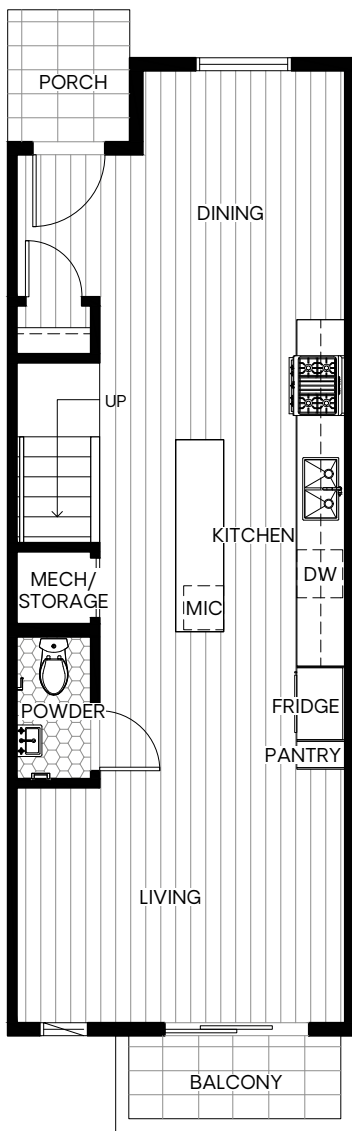 PORCH
DINING
UP
KITCHEN
MECH/
STORAGE
DW
MIC
POWDER
FRIDGE
PANTRY
LIVING
BALCONY